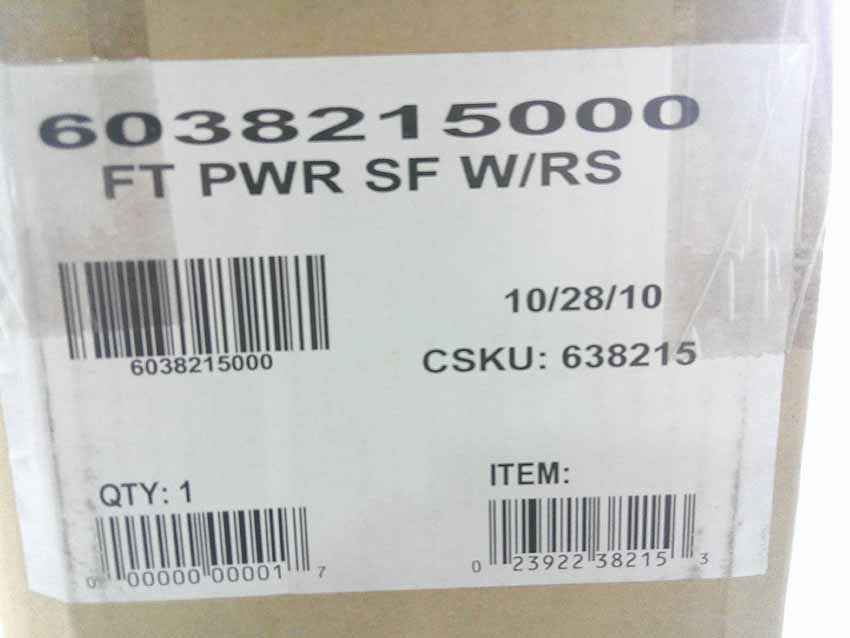 6038215000
FT PWR SF W/RS
10/28/10
6038215000
CSKU: 638215
QTY: 1
ITEM:
0 00000 00001 7
0 23922 38215 3